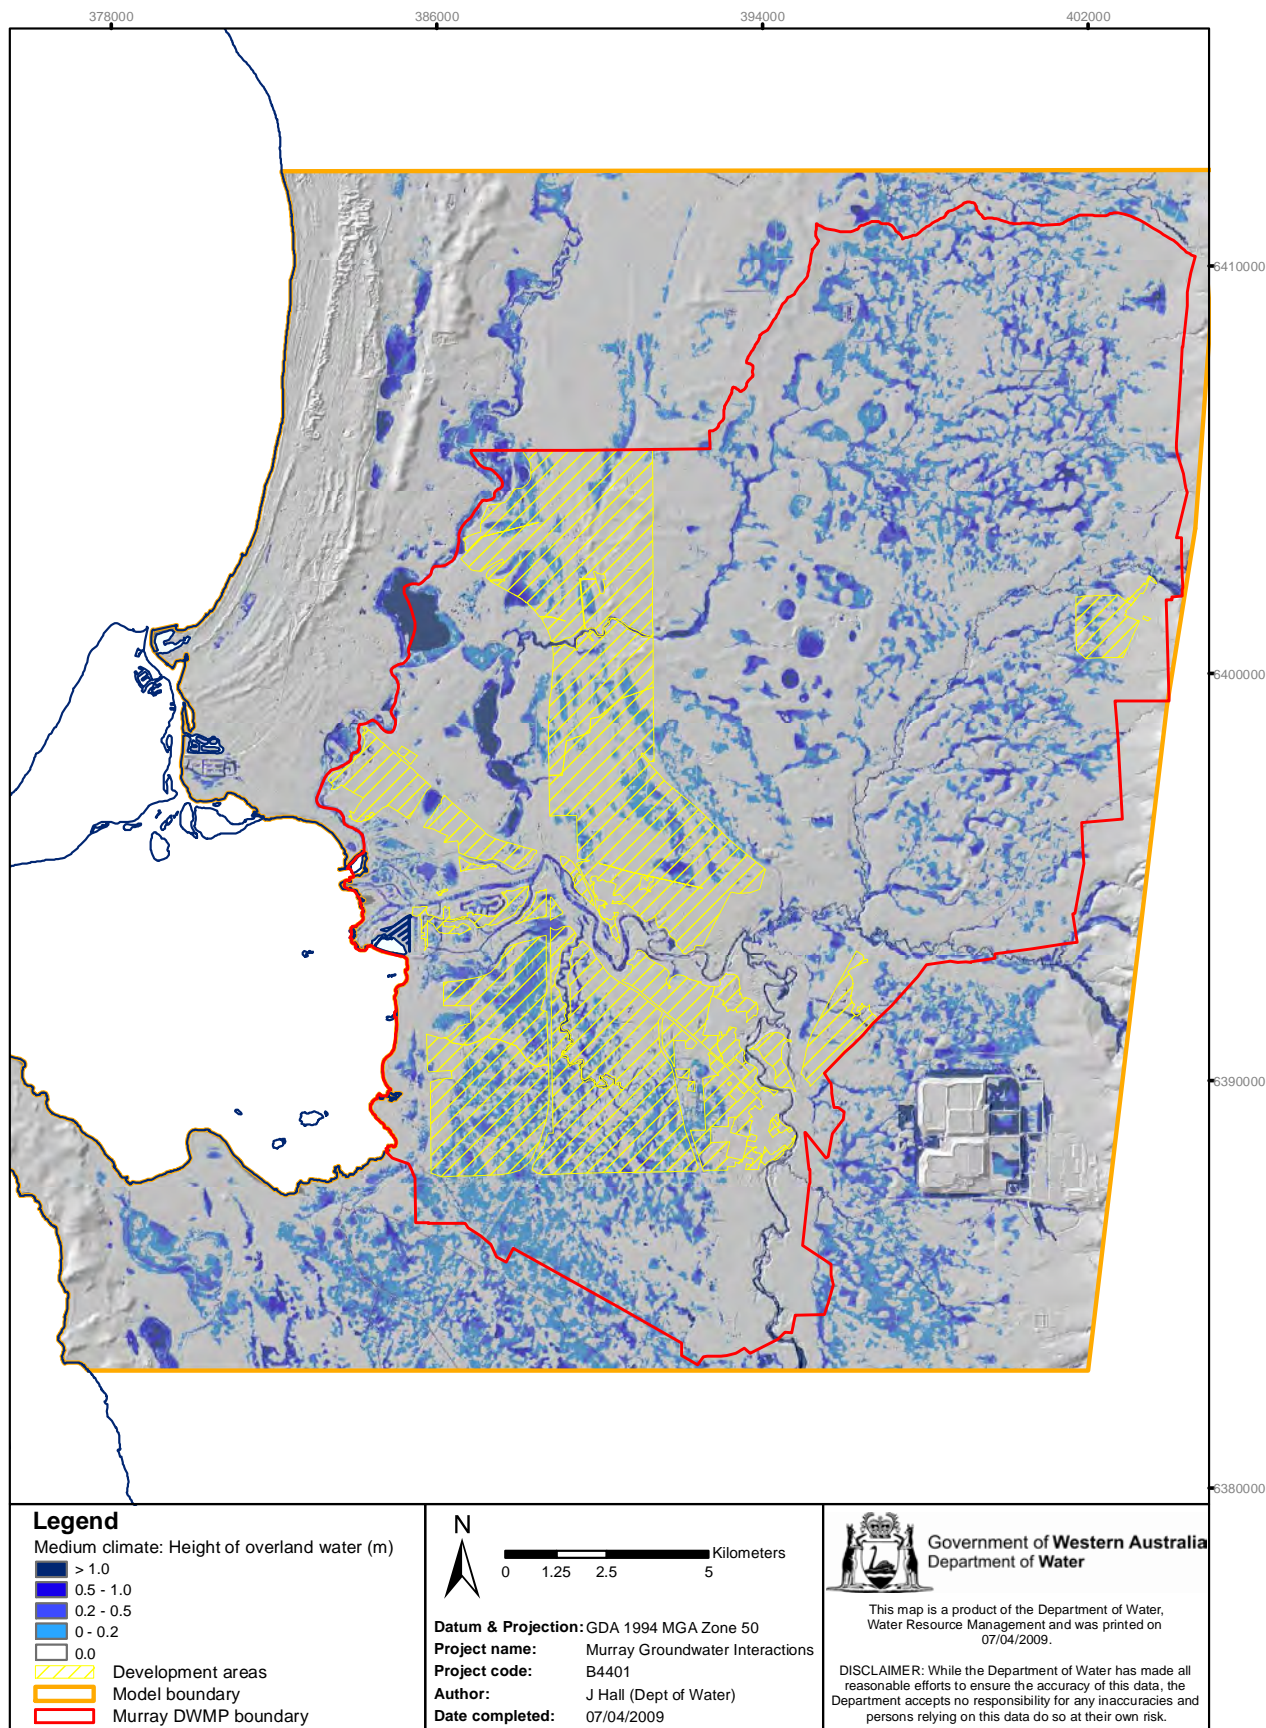 378000
386000
394000
402000
6410000
6400000
6390000
6380000
Legend
Medium climate: Height of overland water (m)
> 1.0
0.5 - 1.0
0.2 - 0.5
0 - 0.2
0.0
Development areas
Model boundary
Murray DWMP boundary
N
Kilometers
0 1.25 2.5 5
Datum & Projection: GDA 1994 MGA Zone 50
Project name: Murray Groundwater Interactions
Project code: B4401
Author: J Hall (Dept of Water)
Date completed: 07/04/2009
Government of Western Australia
Department of Water
This map is a product of the Department of Water,
Water Resource Management and was printed on
07/04/2009.
DISCLAIMER: While the Department of Water has made all
reasonable efforts to ensure the accuracy of this data, the
Department accepts no responsibility for any inaccuracies and
persons relying on this data do so at their own risk.